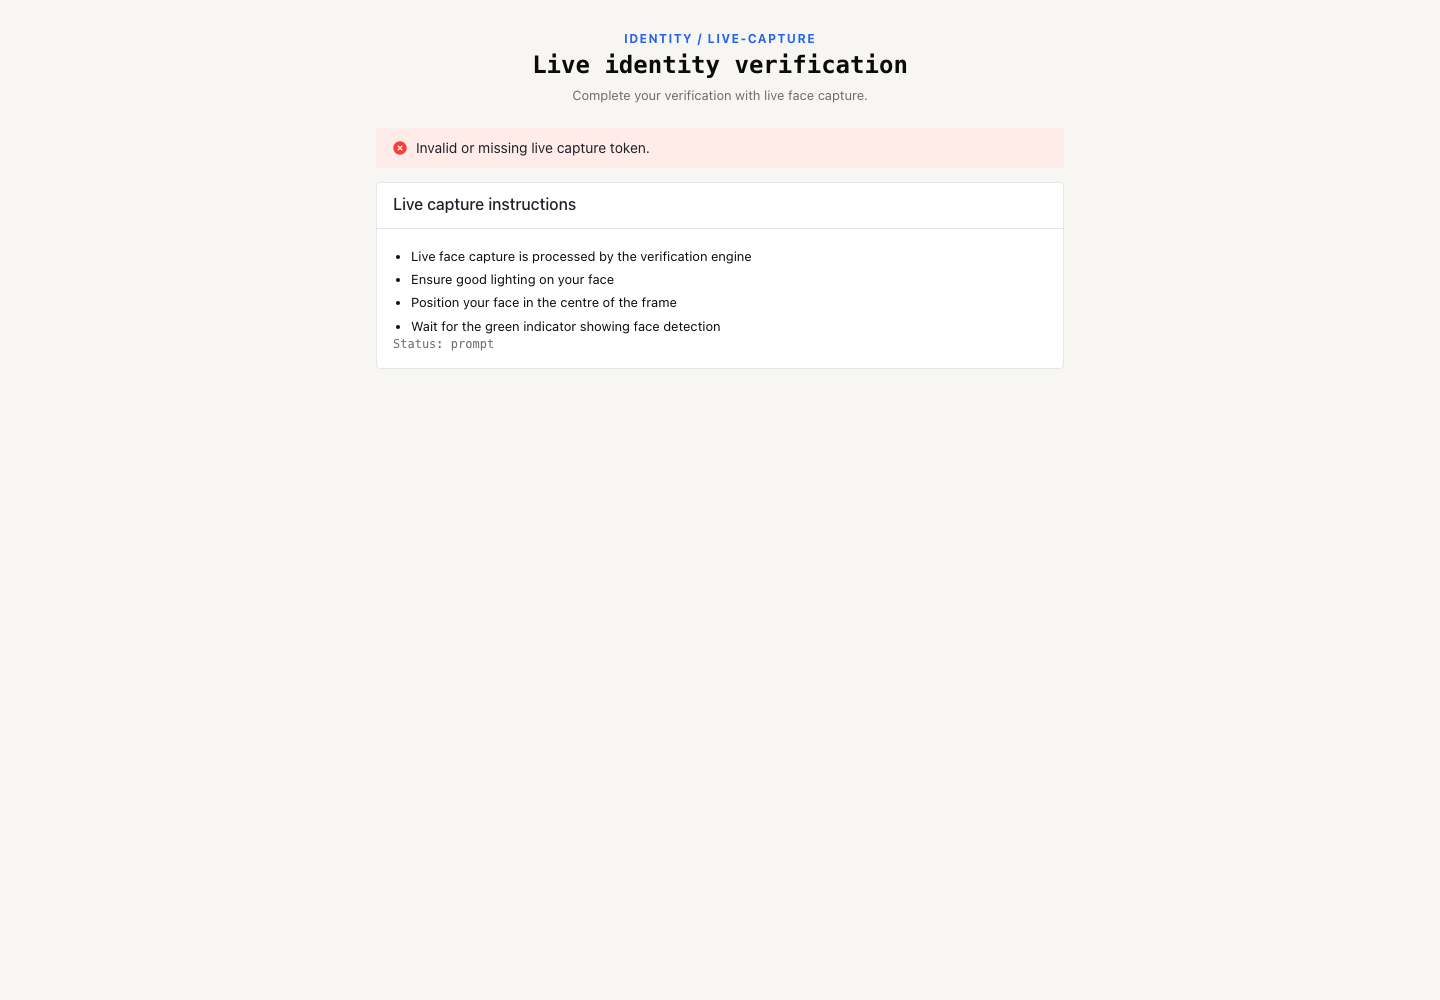 IDENTITY / LIVE-CAPTURE
Live identity verification
Complete your verification with live face capture.
Invalid or missing live capture token.
Live capture instructions
Live face capture is processed by the verification engine
Ensure good lighting on your face
Position your face in the centre of the frame
Wait for the green indicator showing face detection
Status: prompt